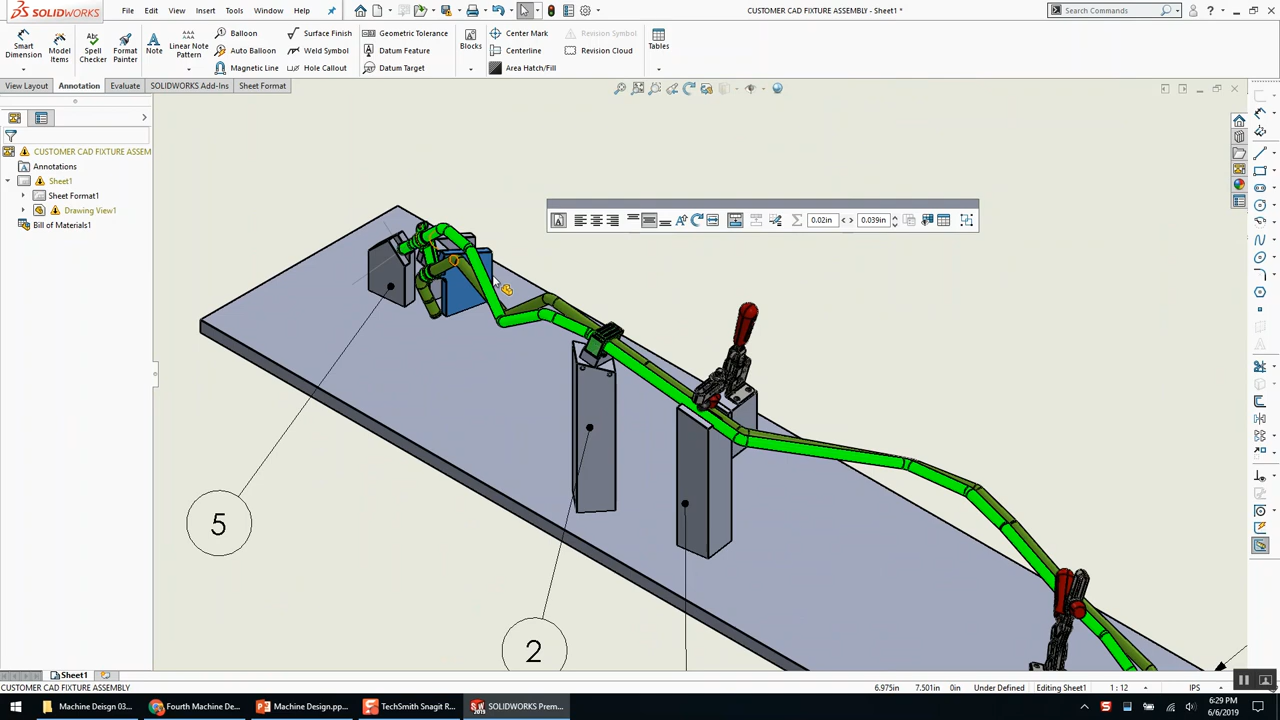 SOLIDWORKS File Edit View Insert Tools Window Help CUSTOMER CAD FIXTURE ASSEMBLY - Sheet1 * Search Commands
Smart Dimension
Model Items
Spell Checker
Format Painter
Note
Linear Note Pattern
Balloon
Auto Balloon
Magnetic Line
Surface Finish
Weld Symbol
Hole Callout
Geometric Tolerance
Datum Feature
Datum Target
Blocks
Center Mark
Centerline
Area Hatch/Fill
Revision Symbol
Revision Cloud
Tables
View Layout Annotation Evaluate SOLIDWORKS Add-Ins Sheet Format
CUSTOMER CAD FIXTURE ASSEM
Annotations
Sheet1
Sheet Format1
Drawing View1
Bill of Materials1
0.02in 0.039in
5
2
Sheet1
CUSTOMER CAD FIXTURE ASSEMBLY 6.975in 7.501in 0in Under Defined Editing Sheet1 1 : 12 IPS
Machine Deisgn 03... Fourth Machine De... Machine Design.pp... TechSmith Snagit R... SOLIDWORKS Prem... 6:29 PM
6/6/2019